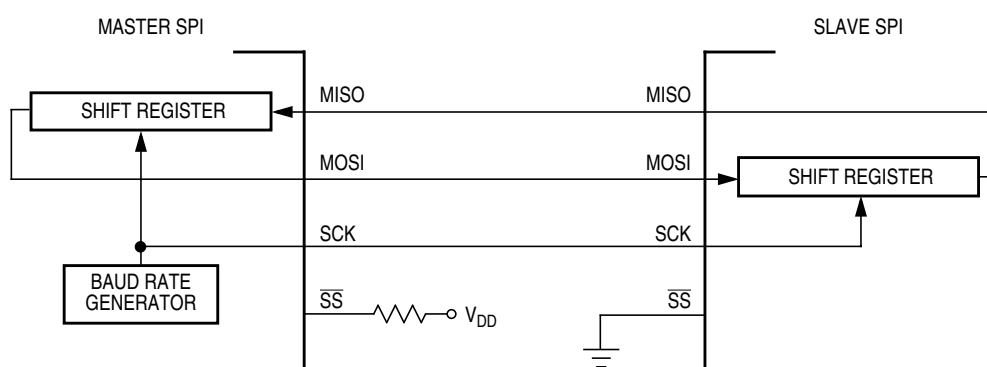 MASTER SPI
SLAVE SPI
SHIFT REGISTER
MISO
MISO
MOSI
MOSI
SHIFT REGISTER
SCK
SCK
BAUD RATE
GENERATOR
SS
VDD
SS